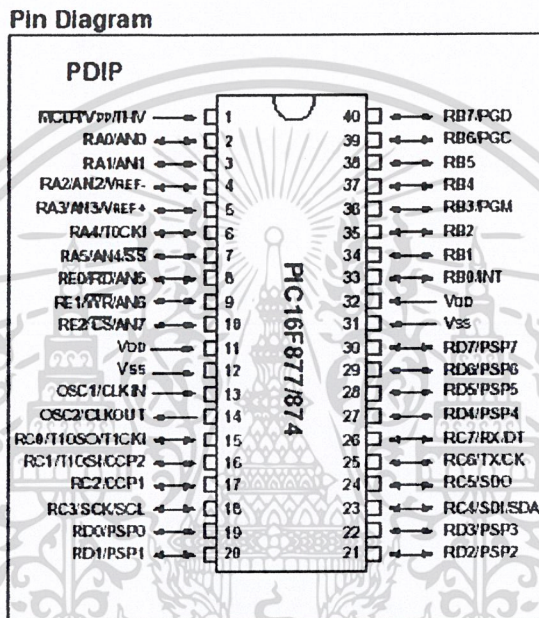 Pin Diagram
PDIP
MCLR/VPP/THV 1
RA0/AN0 2
RA1/AN1 3
RA2/AN2/VREF- 4
RA3/AN3/VREF+ 5
RA4/T0CKI 6
RA5/AN4/SS 7
RE0/RD/AN5 8
RE1/WR/AN6 9
RE2/CS/AN7 10
VDD 11
VSS 12
OSC1/CLKIN 13
OSC2/CLKOUT 14
RC0/T1OSO/T1CKI 15
RC1/T1OSI/CCP2 16
RC2/CCP1 17
RC3/SCK/SCL 18
RD0/PSP0 19
RD1/PSP1 20
PIC16F877/874
40 RB7/PGD
39 RB6/PGC
38 RB5
37 RB4
36 RB3/PGM
35 RB2
34 RB1
33 RB0/INT
32 VDD
31 VSS
30 RD7/PSP7
29 RD6/PSP6
28 RD5/PSP5
27 RD4/PSP4
26 RC7/RX/DT
25 RC6/TX/CK
24 RC5/SDO
23 RC4/SDI/SDA
22 RD3/PSP3
21 RD2/PSP2